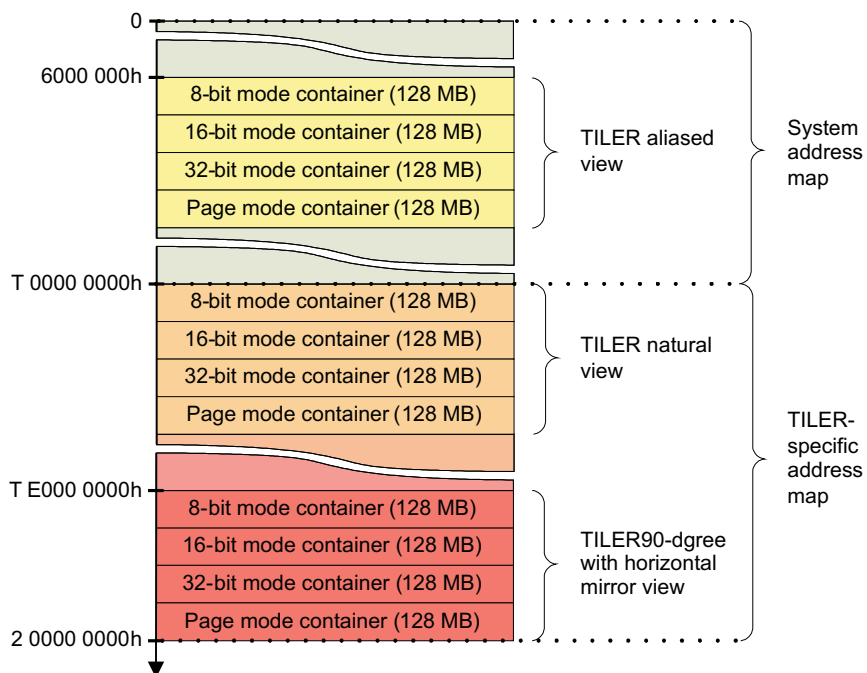 0
6000 000h
8-bit mode container (128 MB)
16-bit mode container (128 MB)
32-bit mode container (128 MB)
Page mode container (128 MB)
TILER aliased
view
System
address
map
T 0000 0000h
8-bit mode container (128 MB)
16-bit mode container (128 MB)
32-bit mode container (128 MB)
Page mode container (128 MB)
TILER natural
view
TILER-
specific
address
map
T E000 0000h
8-bit mode container (128 MB)
16-bit mode container (128 MB)
32-bit mode container (128 MB)
Page mode container (128 MB)
TILER90-dgree
with horizontal
mirror view
2 0000 0000h